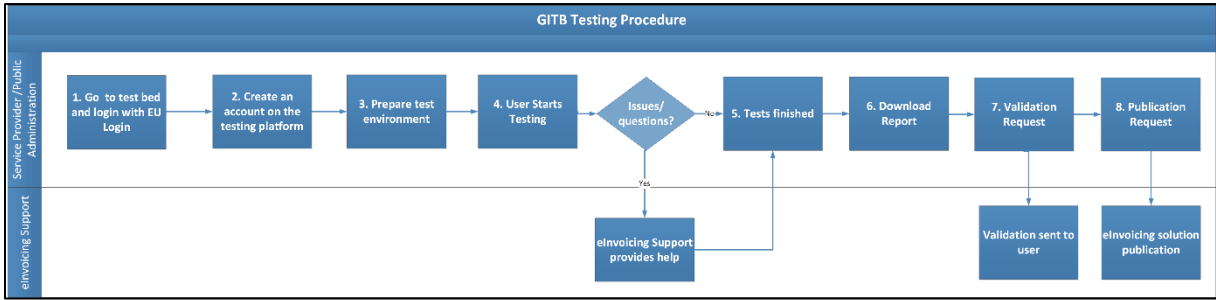 GITB Testing Procedure
Service Provider /Public
Administration
1. Go  to test bed
and login with EU
Login
2. Create an
account on the
testing platform
3. Prepare test
environment
4. User Starts
Testing
Issues/
questions?
No
5. Tests finished
6. Download
Report
7. Validation
Request
8. Publication
Request
Yes
eInvoicing Support
eInvoicing Support
provides help
Validation sent to
user
eInvoicing solution
publication